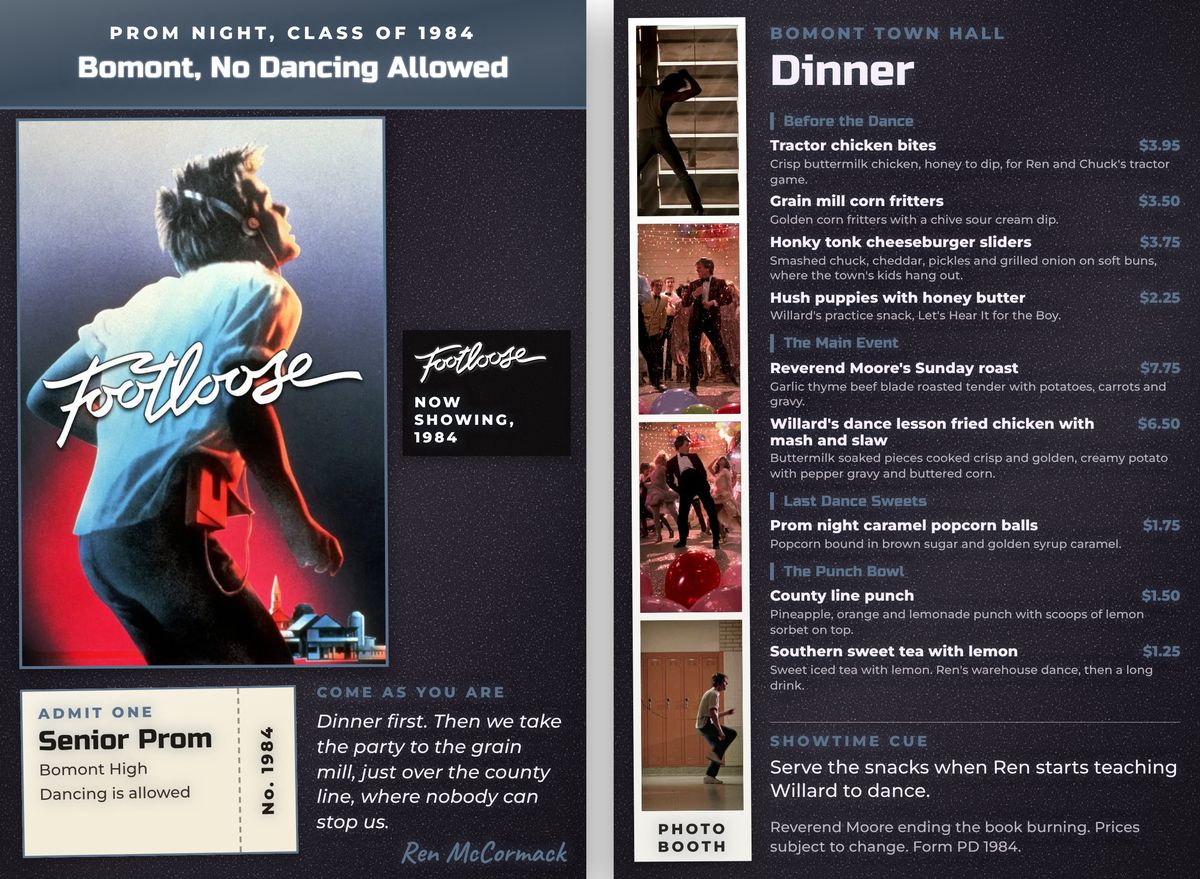 PROM NIGHT, CLASS OF 1984
Bomont, No Dancing Allowed
Footloose
Footloose
NOW
SHOWING,
1984
ADMIT ONE
Senior Prom
Bomont High
Dancing is allowed
No. 1984
COME AS YOU ARE
Dinner first. Then we take
the party to the grain
mill, just over the county
line, where nobody can
stop us.
Ren McCormack
PHOTO
BOOTH
BOMONT TOWN HALL
Dinner
Before the Dance
Tractor chicken bites $3.95
Crisp buttermilk chicken, honey to dip, for Ren and Chuck's tractor
game.
Grain mill corn fritters $3.50
Golden corn fritters with a chive sour cream dip.
Honky tonk cheeseburger sliders $3.75
Smashed chuck, cheddar, pickles and grilled onion on soft buns,
where the town's kids hang out.
Hush puppies with honey butter $2.25
Willard's practice snack, Let's Hear It for the Boy.
The Main Event
Reverend Moore's Sunday roast $7.75
Garlic thyme beef blade roasted tender with potatoes, carrots and
gravy.
Willard's dance lesson fried chicken with $6.50
mash and slaw
Buttermilk soaked pieces cooked crisp and golden, creamy potato
with pepper gravy and buttered corn.
Last Dance Sweets
Prom night caramel popcorn balls $1.75
Popcorn bound in brown sugar and golden syrup caramel.
The Punch Bowl
County line punch $1.50
Pineapple, orange and lemonade punch with scoops of lemon
sorbet on top.
Southern sweet tea with lemon $1.25
Sweet iced tea with lemon. Ren's warehouse dance, then a long
drink.
SHOWTIME CUE
Serve the snacks when Ren starts teaching
Willard to dance.
Reverend Moore ending the book burning. Prices
subject to change. Form PD 1984.